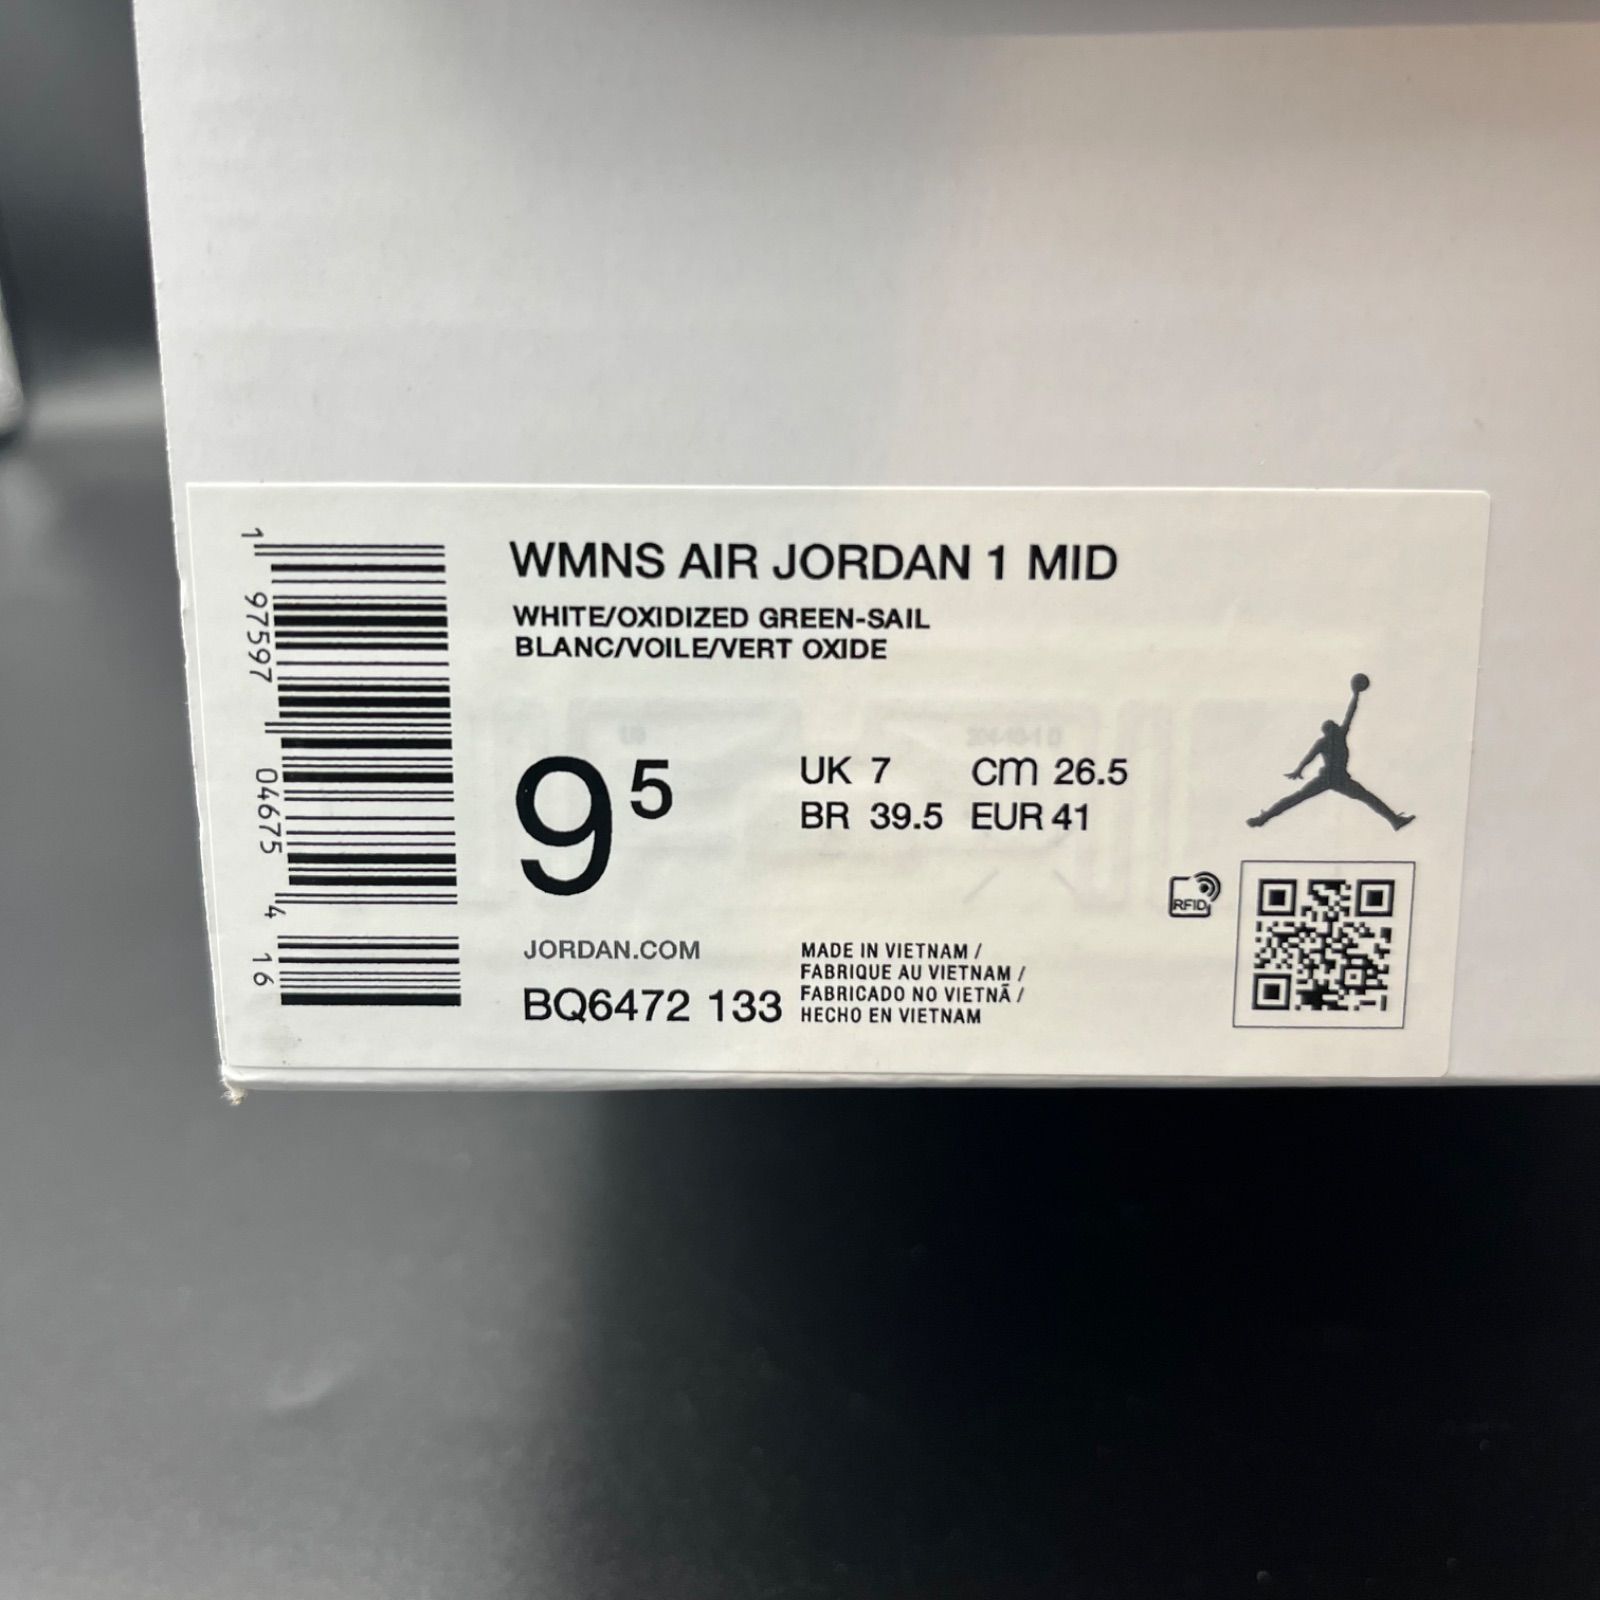 WMNS AIR JORDAN 1 MID
WHITE/OXIDIZED GREEN-SAIL
BLANC/VOILE/VERT OXIDE
9 5
UK 7 cm 26.5
BR 39.5 EUR 41
JORDAN.COM
BQ6472 133
MADE IN VIETNAM /
FABRIQUE AU VIETNAM /
FABRICADO NO VIETNÃ /
HECHO EN VIETNAM
RFID
1 97597 04675 4 16